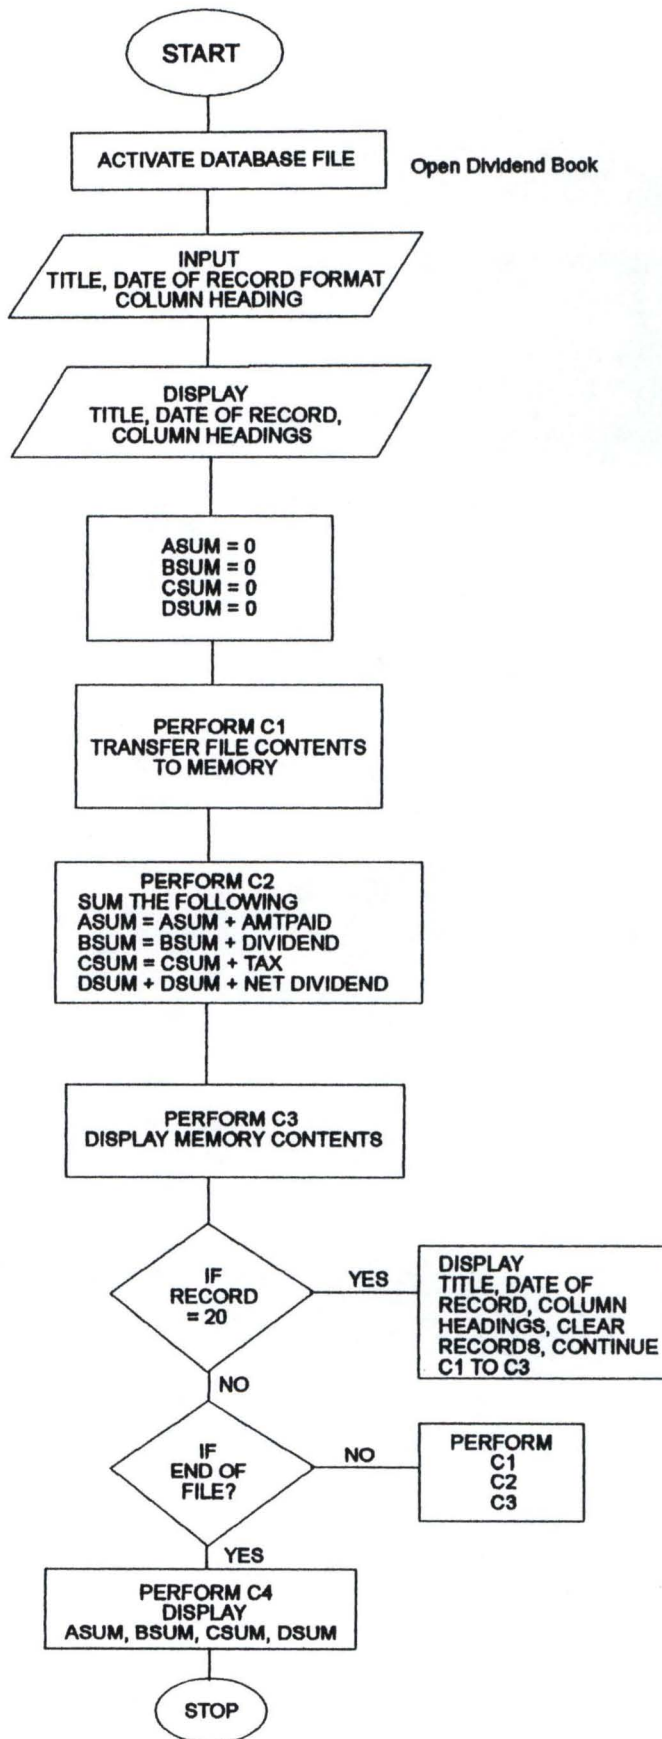 START
ACTIVATE DATABASE FILE
Open Dividend Book
INPUT
TITLE, DATE OF RECORD FORMAT
COLUMN HEADING
DISPLAY
TITLE, DATE OF RECORD,
COLUMN HEADINGS
ASUM = 0
BSUM = 0
CSUM = 0
DSUM = 0
PERFORM C1
TRANSFER FILE CONTENTS
TO MEMORY
PERFORM C2
SUM THE FOLLOWING
ASUM = ASUM + AMTPAID
BSUM = BSUM + DIVIDEND
CSUM = CSUM + TAX
DSUM + DSUM + NET DIVIDEND
PERFORM C3
DISPLAY MEMORY CONTENTS
IF
RECORD
= 20
YES
DISPLAY
TITLE, DATE OF
RECORD, COLUMN
HEADINGS, CLEAR
RECORDS, CONTINUE
C1 TO C3
NO
IF
END OF
FILE?
NO
PERFORM
C1
C2
C3
YES
PERFORM C4
DISPLAY
ASUM, BSUM, CSUM, DSUM
STOP